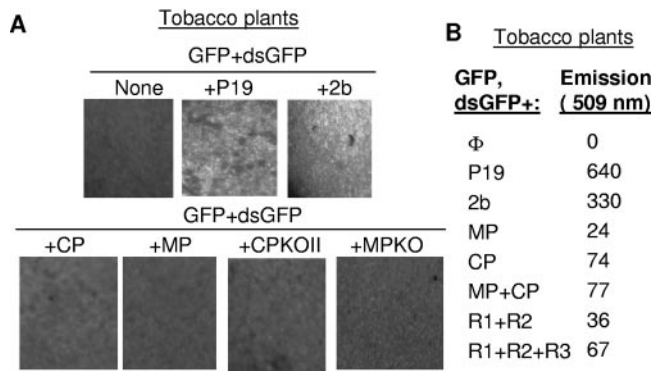 A
Tobacco plants
GFP+dsGFP
None +P19 +2b
GFP+dsGFP
+CP +MP +CPKOII +MPKO
B
Tobacco plants
GFP, Emission
dsGFP+: ( 509 nm)
Φ 0
P19 640
2b 330
MP 24
CP 74
MP+CP 77
R1+R2 36
R1+R2+R3 67